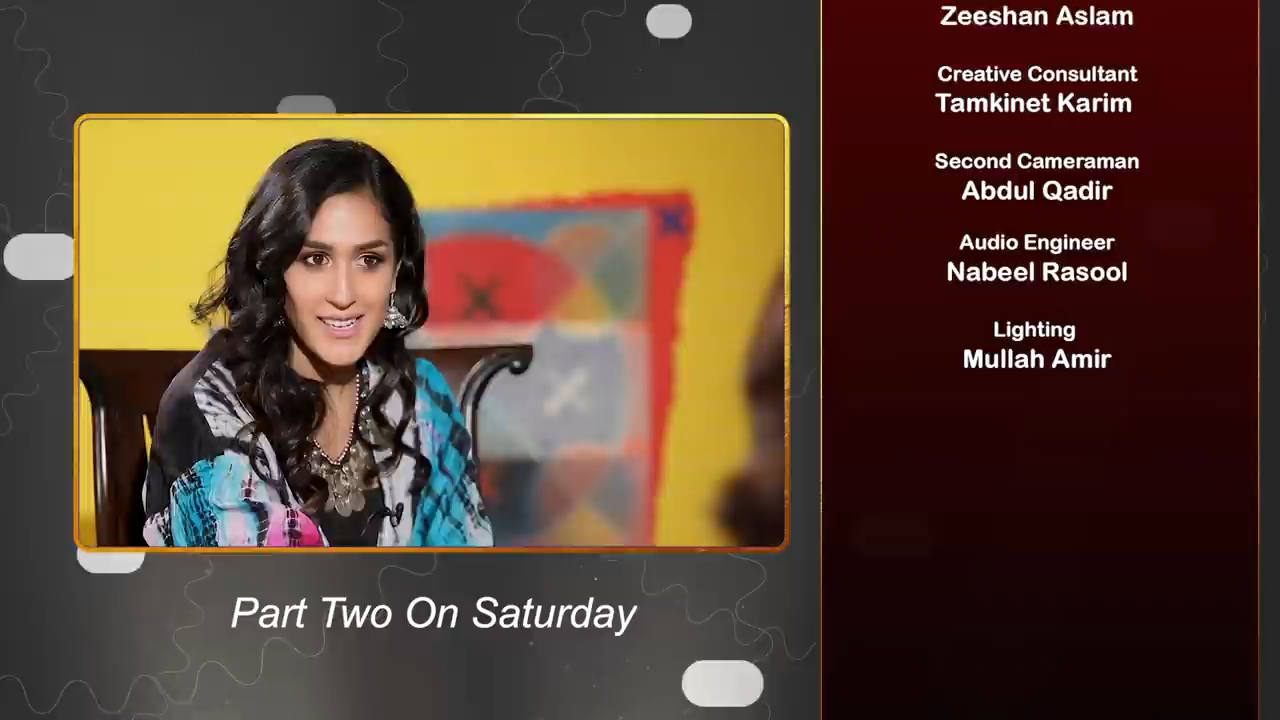 Zeeshan Aslam
Creative Consultant
Tamkinet Karim
Second Cameraman
Abdul Qadir
Audio Engineer
Nabeel Rasool
Lighting
Mullah Amir
Part Two On Saturday